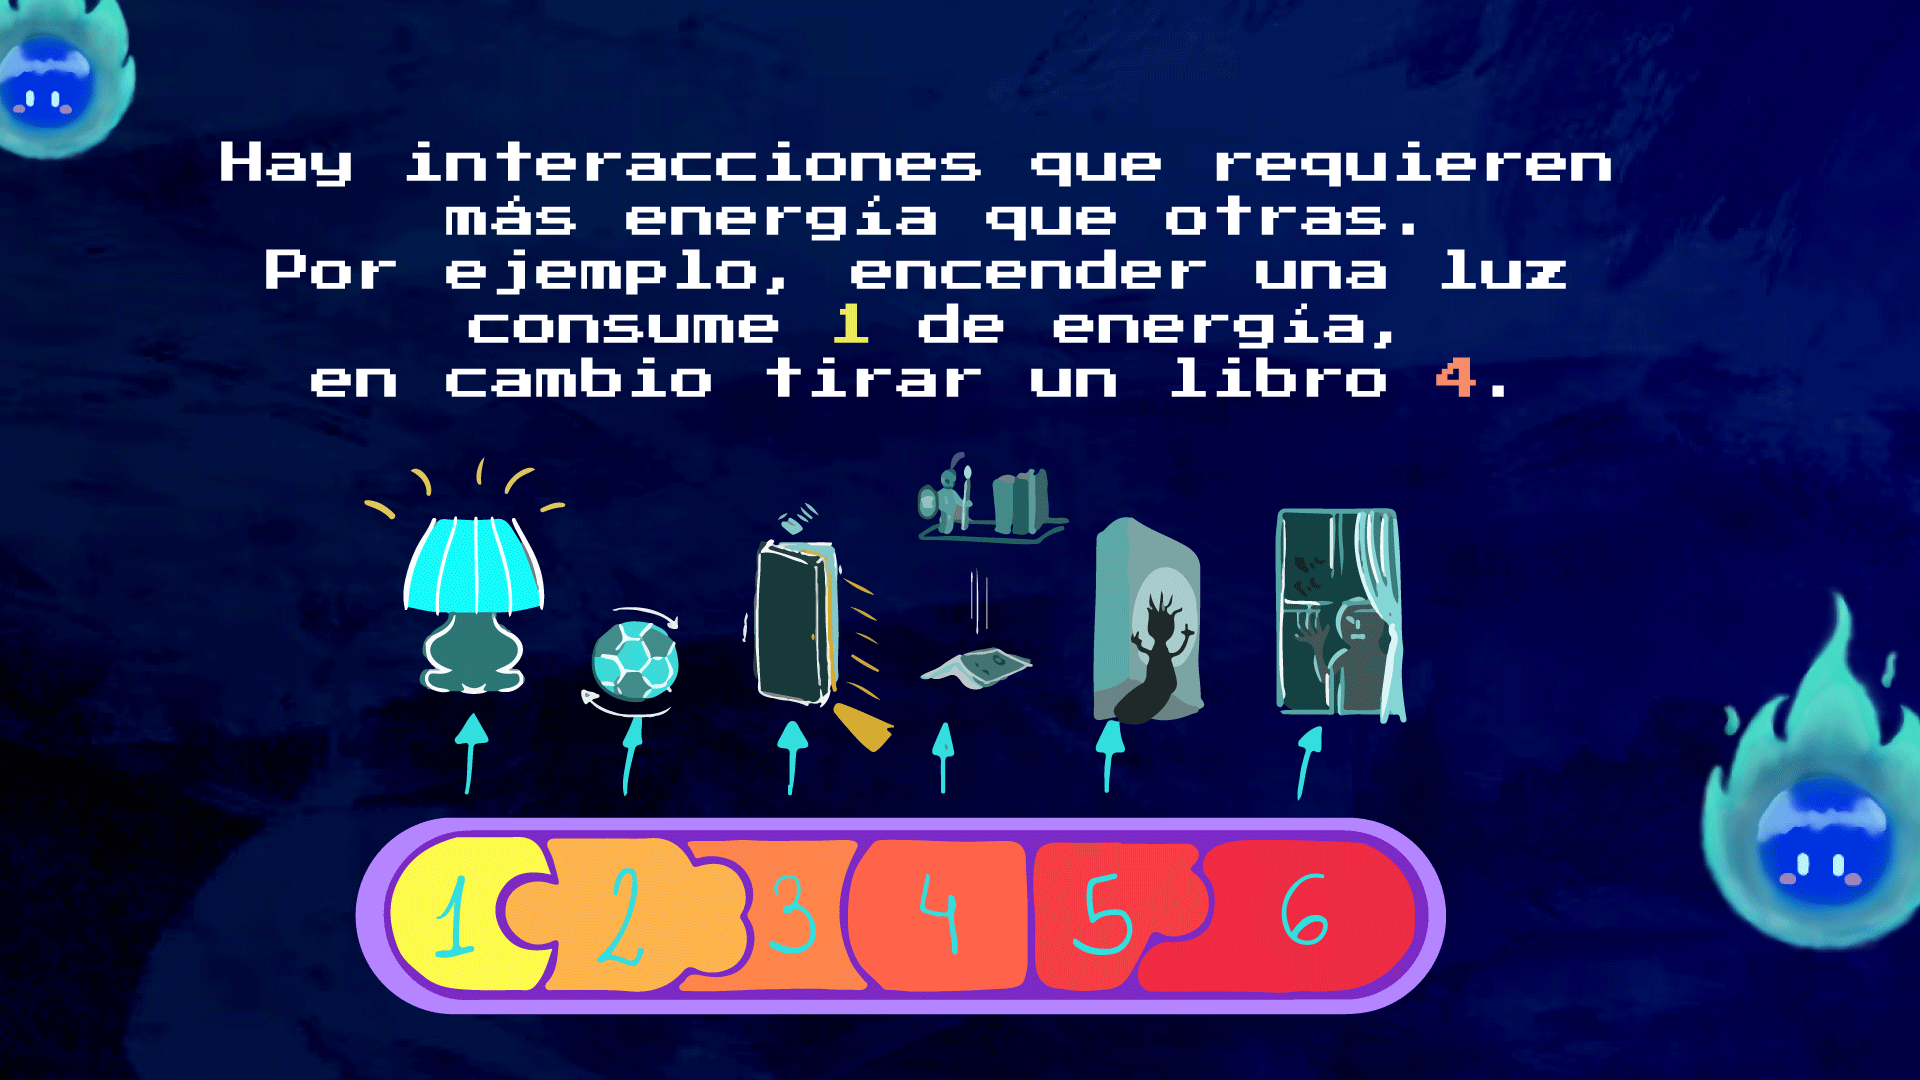 Hay interacciones que requieren
más energía que otras.
Por ejemplo, encender una luz
consume 1 de energía,
en cambio tirar un libro 4.
1 2 3 4 5 6